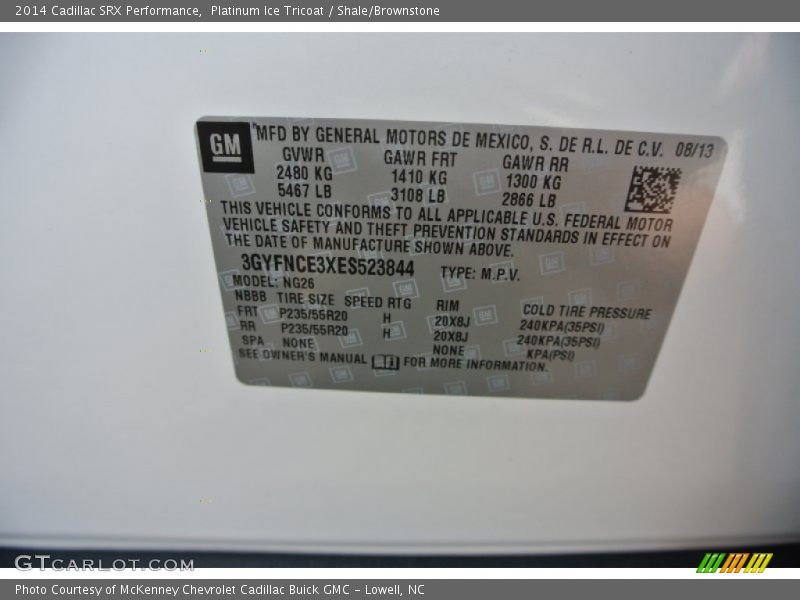 2014 Cadillac SRX Performance,  Platinum Ice Tricoat / Shale/Brownstone
GM MFD BY GENERAL MOTORS DE MEXICO, S. DE R.L. DE C.V. 08/13
GVWR GAWR FRT GAWR RR
2480 KG 1410 KG 1300 KG
5467 LB 3108 LB 2866 LB
THIS VEHICLE CONFORMS TO ALL APPLICABLE U.S. FEDERAL MOTOR
VEHICLE SAFETY AND THEFT PREVENTION STANDARDS IN EFFECT ON
THE DATE OF MANUFACTURE SHOWN ABOVE.
3GYFNCE3XES523844 TYPE: M.P.V.
MODEL: NG26
NBBB TIRE SIZE SPEED RTG RIM COLD TIRE PRESSURE
FRT P235/55R20 H 20X8J 240KPA(35PSI)
RR P235/55R20 H 20X8J 240KPA(35PSI)
SPA NONE NONE KPA(PSI)
SEE OWNER'S MANUAL FOR MORE INFORMATION.
GTCARLOT.COM
Photo Courtesy of McKenney Chevrolet Cadillac Buick GMC - Lowell, NC